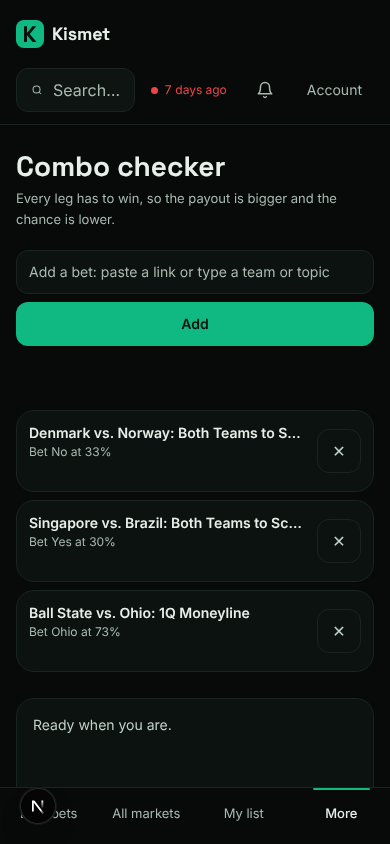 K Kismet
Search...
7 days ago
Account
Combo checker
Every leg has to win, so the payout is bigger and the
chance is lower.
Add a bet: paste a link or type a team or topic
Add
Denmark vs. Norway: Both Teams to S...
Bet No at 33%
Singapore vs. Brazil: Both Teams to Sc...
Bet Yes at 30%
Ball State vs. Ohio: 1Q Moneyline
Bet Ohio at 73%
Ready when you are.
N
All markets
My list
More